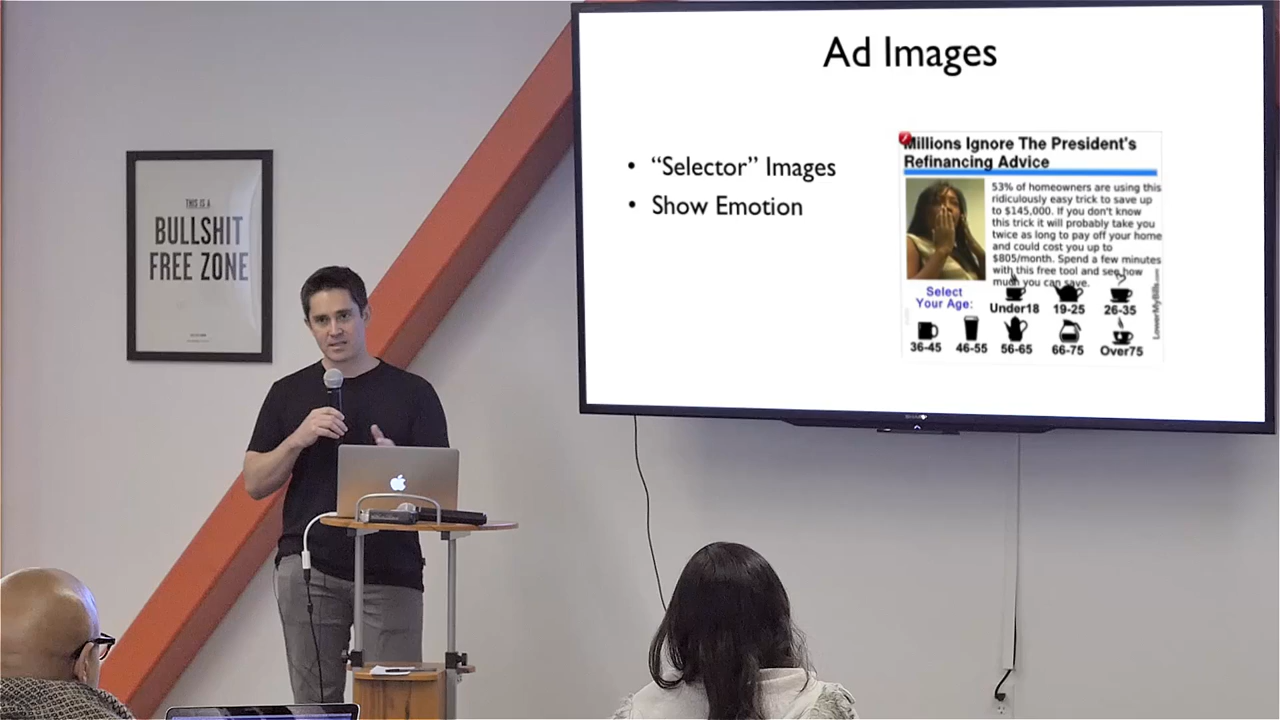 THIS IS A
BULLSHIT
FREE ZONE
Ad Images
• “Selector” Images
• Show Emotion
Millions Ignore The President's
Refinancing Advice
53% of homeowners are using this
ridiculously easy trick to save up
to $145,000. If you don't know
this trick it will probably take you
twice as long to pay off your home
and could cost you up to
$805/month. Spend a few minutes
with this free tool and see how
much you can save.
Select
Your Age:
Under18 19-25 26-35
36-45 46-55 56-65 66-75 Over75
LowerMyBills.com
SHARP